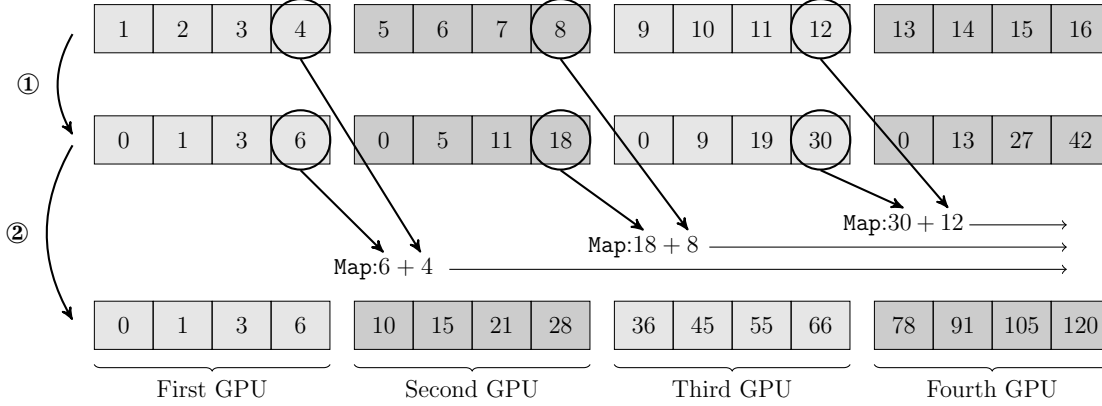 1 2 3 4 5 6 7 8 9 10 11 12 13 14 15 16
①
0 1 3 6 0 5 11 18 0 9 19 30 0 13 27 42
②
Map:30 + 12
Map:18 + 8
Map:6 + 4
0 1 3 6 10 15 21 28 36 45 55 66 78 91 105 120
First GPU Second GPU Third GPU Fourth GPU